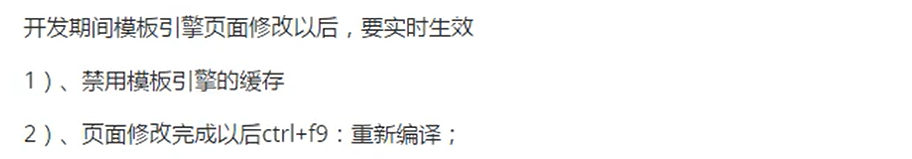 开发期间模板引擎页面修改以后，要实时生效
1）、禁用模板引擎的缓存
2）、页面修改完成以后ctrl+f9：重新编译；